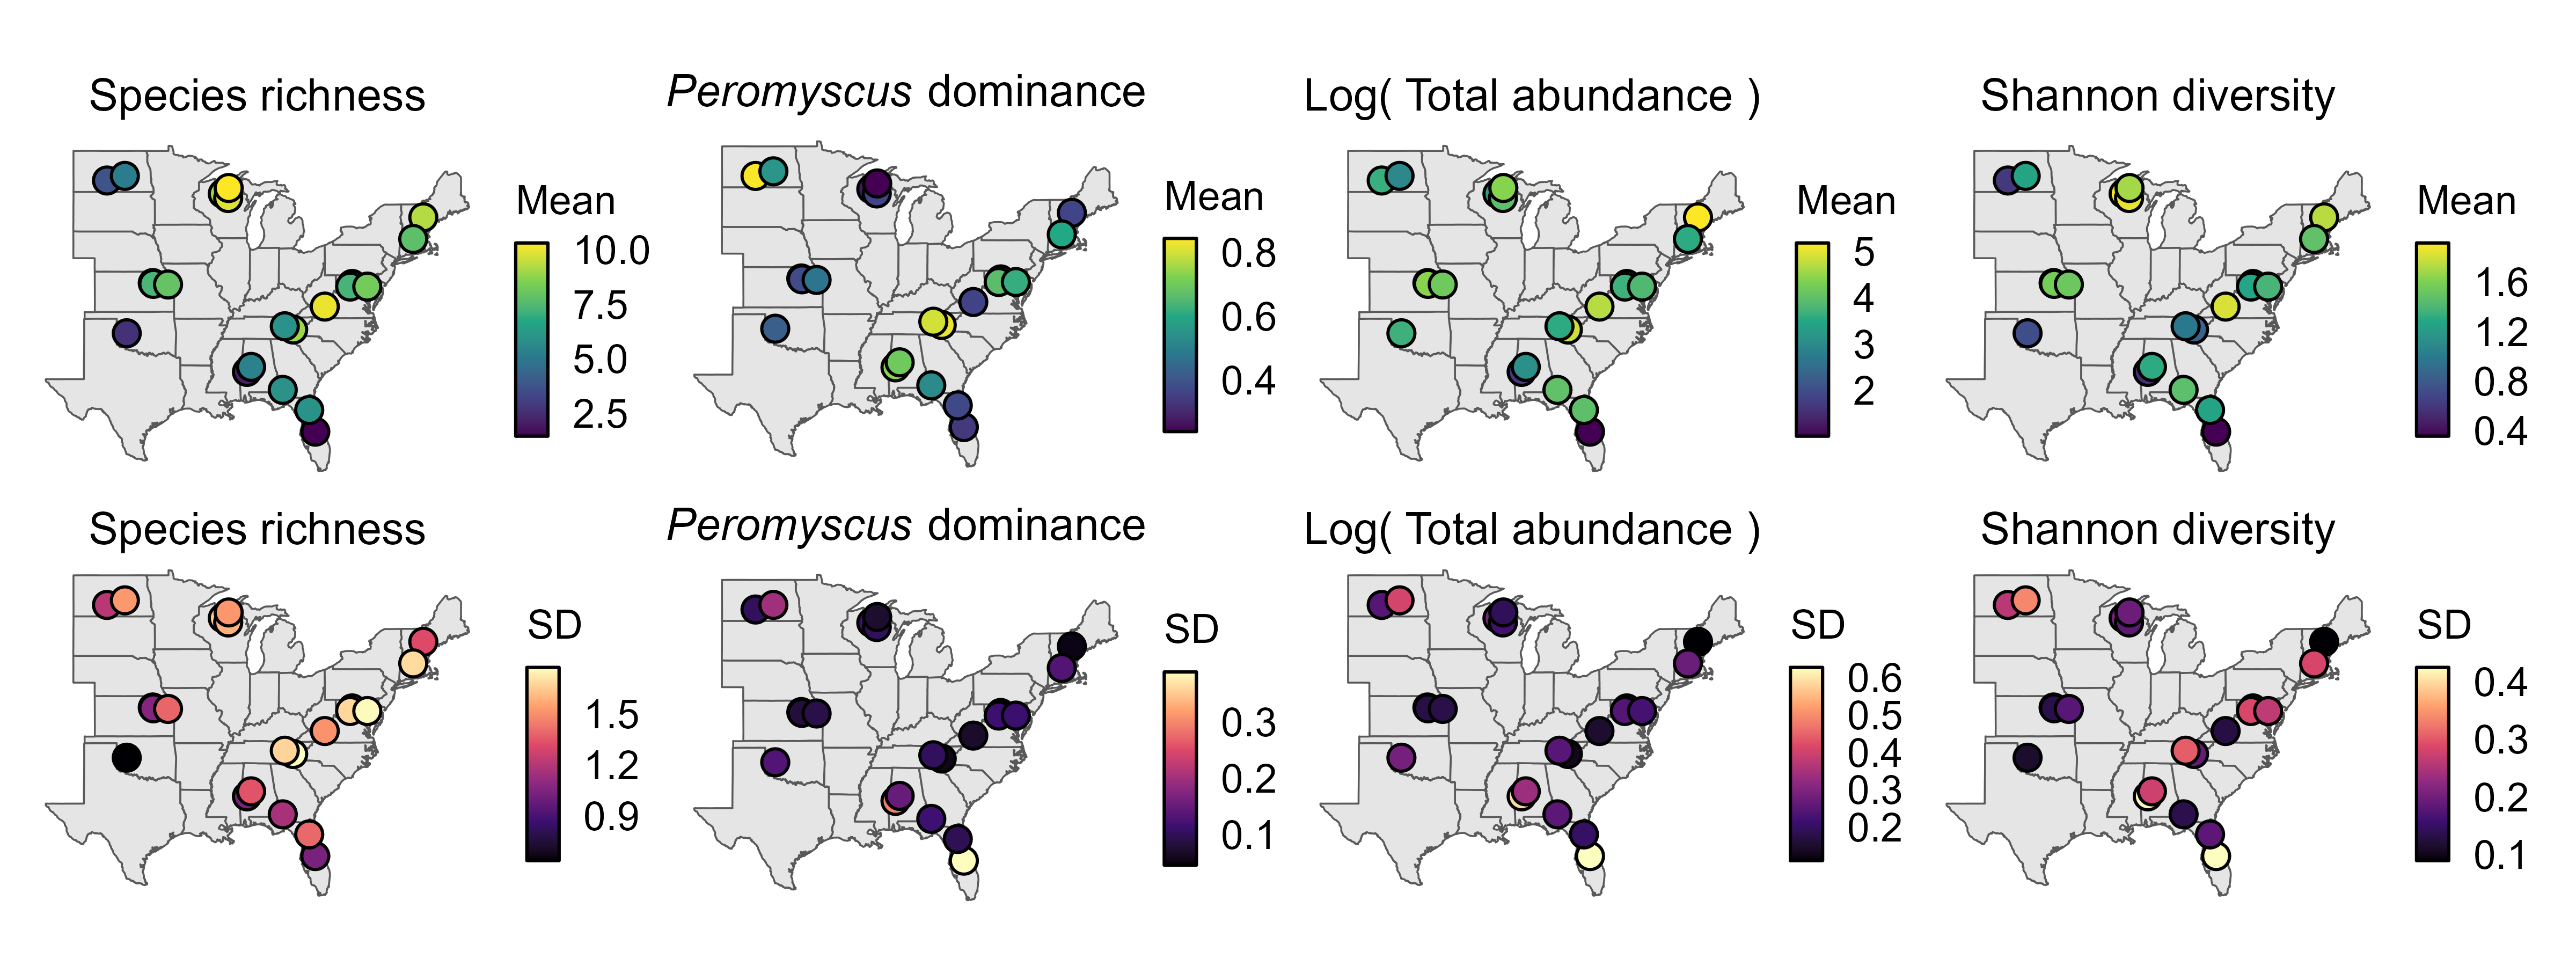 Species richness
Peromyscus dominance
Log( Total abundance )
Shannon diversity
Mean
10.0
7.5
5.0
2.5
Mean
0.8
0.6
0.4
Mean
5
4
3
2
Mean
1.6
1.2
0.8
0.4
Species richness
Peromyscus dominance
Log( Total abundance )
Shannon diversity
SD
1.5
1.2
0.9
SD
0.3
0.2
0.1
SD
0.6
0.5
0.4
0.3
0.2
SD
0.4
0.3
0.2
0.1